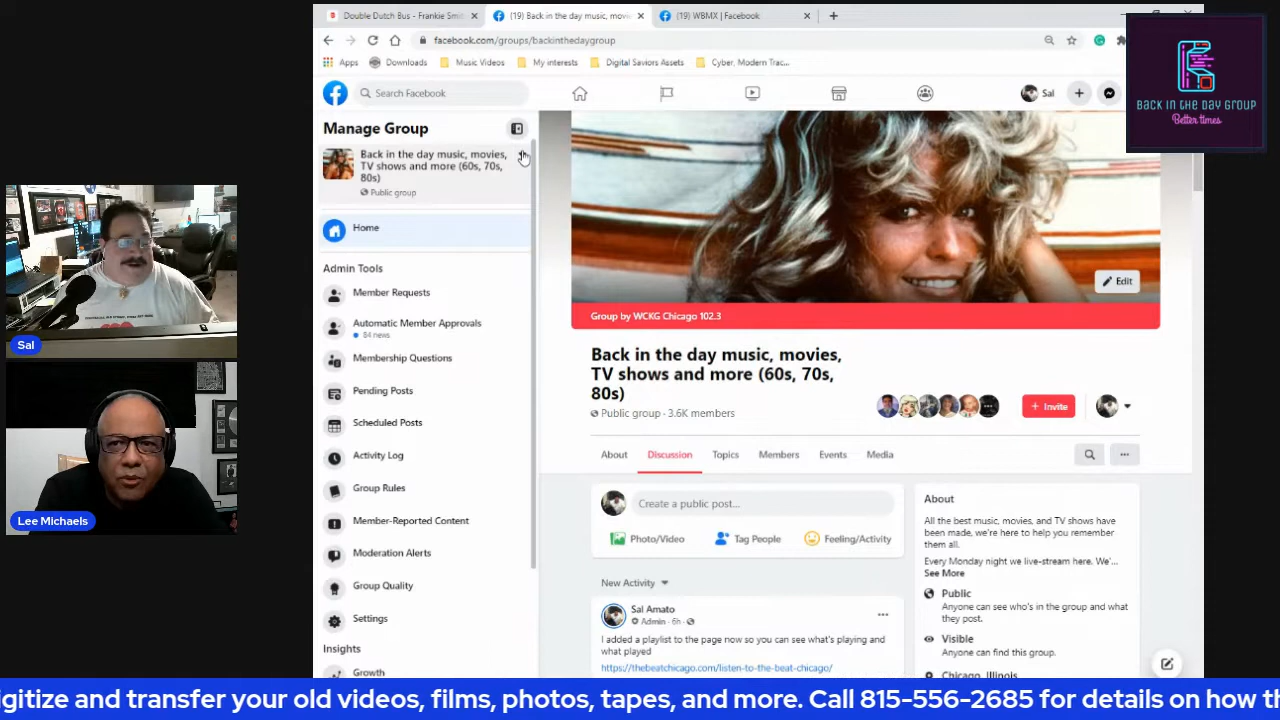 Double Dutch Bus - Frankie Smit
(19) Back in the day music, movi
(19) WBMX | Facebook
facebook.com/groups/backinthedaygroup
Apps
Downloads
Music Videos
My interests
Digital Saviors Assets
Cyber, Modern Trac...
BACK IN THE DAY GROUP
Better times
Search Facebook
Sal
Manage Group
Back in the day music, movies,
TV shows and more (60s, 70s,
80s)
Public group
Home
Admin Tools
Member Requests
Automatic Member Approvals
84 news
Membership Questions
Pending Posts
Scheduled Posts
Activity Log
Group Rules
Member-Reported Content
Moderation Alerts
Group Quality
Settings
Insights
Growth
Edit
Group by WCKG Chicago 102.3
Back in the day music, movies,
TV shows and more (60s, 70s,
80s)
Public group · 3.6K members
+ Invite
About
Discussion
Topics
Members
Events
Media
Create a public post...
Photo/Video
Tag People
Feeling/Activity
New Activity
Sal Amato
Admin · 6h ·
I added a playlist to the page now so you can see what's playing and
what played
https://thebeatchicago.com/listen-to-the-beat-chicago/
About
All the best music, movies, and TV shows have
been made, we're here to help you remember
them all.
Every Monday night we live-stream here. We'...
See More
Public
Anyone can see who's in the group and what
they post.
Visible
Anyone can find this group.
Chicago, Illinois
Sal
Lee Michaels
igitize and transfer your old videos, films, photos, tapes, and more. Call 815-556-2685 for details on how th